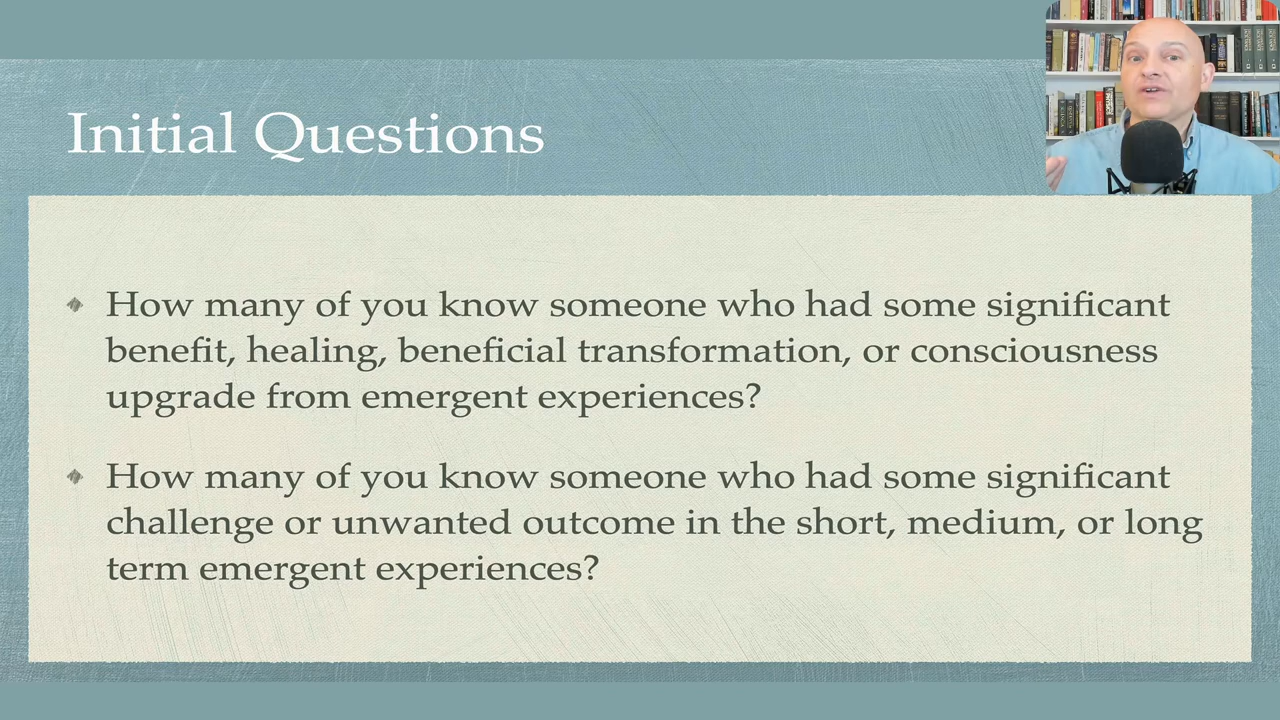 Initial Questions
How many of you know someone who had some significant
benefit, healing, beneficial transformation, or consciousness
upgrade from emergent experiences?
How many of you know someone who had some significant
challenge or unwanted outcome in the short, medium, or long
term emergent experiences?